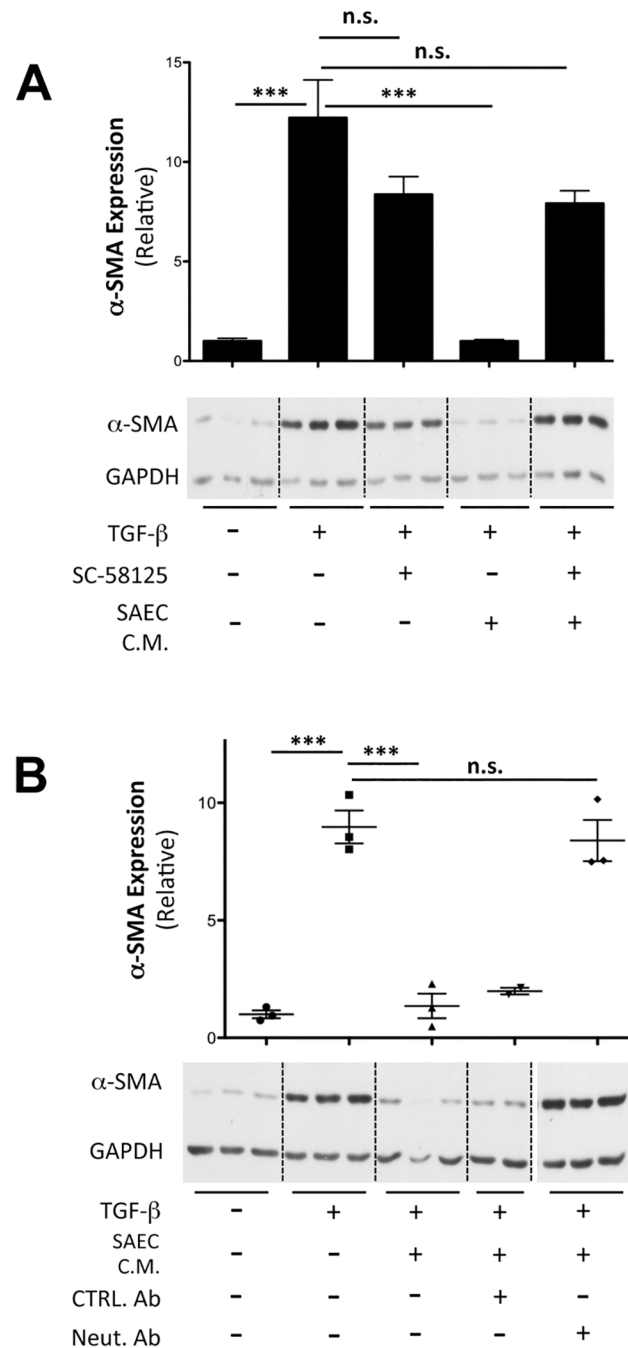 n.s.
n.s.
A
*** ***
α-SMA Expression
(Relative)
15
10
5
0
α-SMA
GAPDH
TGF-β - + + + +
SC-58125 - - + - +
SAEC
C.M. - - - + +
B
*** ***
n.s.
α-SMA Expression
(Relative)
10
5
0
α-SMA
GAPDH
TGF-β - + + + +
SAEC
C.M. - - + + +
CTRL. Ab - - - + -
Neut. Ab - - - - +